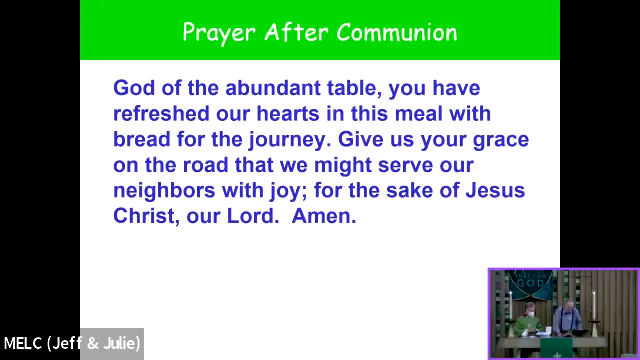 Prayer After Communion
God of the abundant table, you have
refreshed our hearts in this meal with
bread for the journey. Give us your grace
on the road that we might serve our
neighbors with joy; for the sake of Jesus
Christ, our Lord.  Amen.
GOD
MELC (Jeff & Julie)